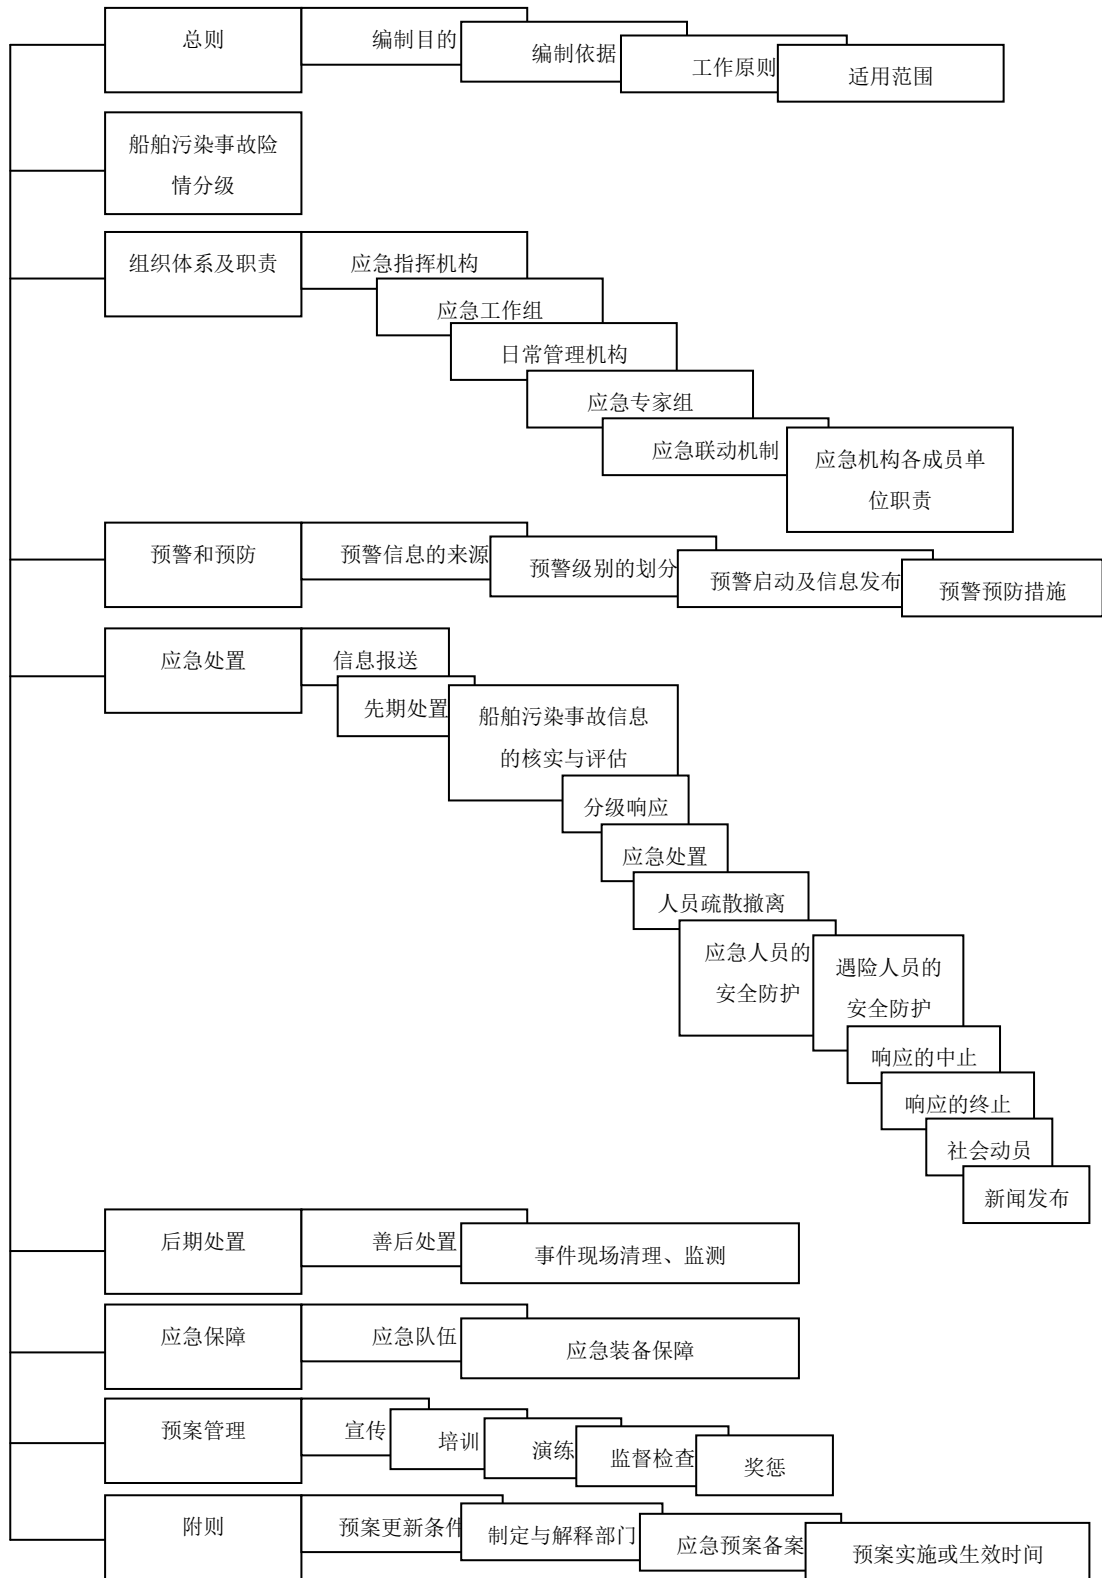 总则
编制目的
编制依据
工作原则
适用范围
船舶污染事故险
情分级
组织体系及职责
应急指挥机构
应急工作组
日常管理机构
应急专家组
应急联动机制
应急机构各成员单
位职责
预警和预防
预警信息的来源
预警级别的划分
预警启动及信息发布
预警预防措施
应急处置
信息报送
先期处置
船舶污染事故信息
的核实与评估
分级响应
应急处置
人员疏散撤离
应急人员的
安全防护
遇险人员的
安全防护
响应的中止
响应的终止
社会动员
新闻发布
后期处置
善后处置
事件现场清理、监测
应急保障
应急队伍
应急装备保障
预案管理
宣传
培训
演练
监督检查
奖惩
附则
预案更新条件
制定与解释部门
应急预案备案
预案实施或生效时间